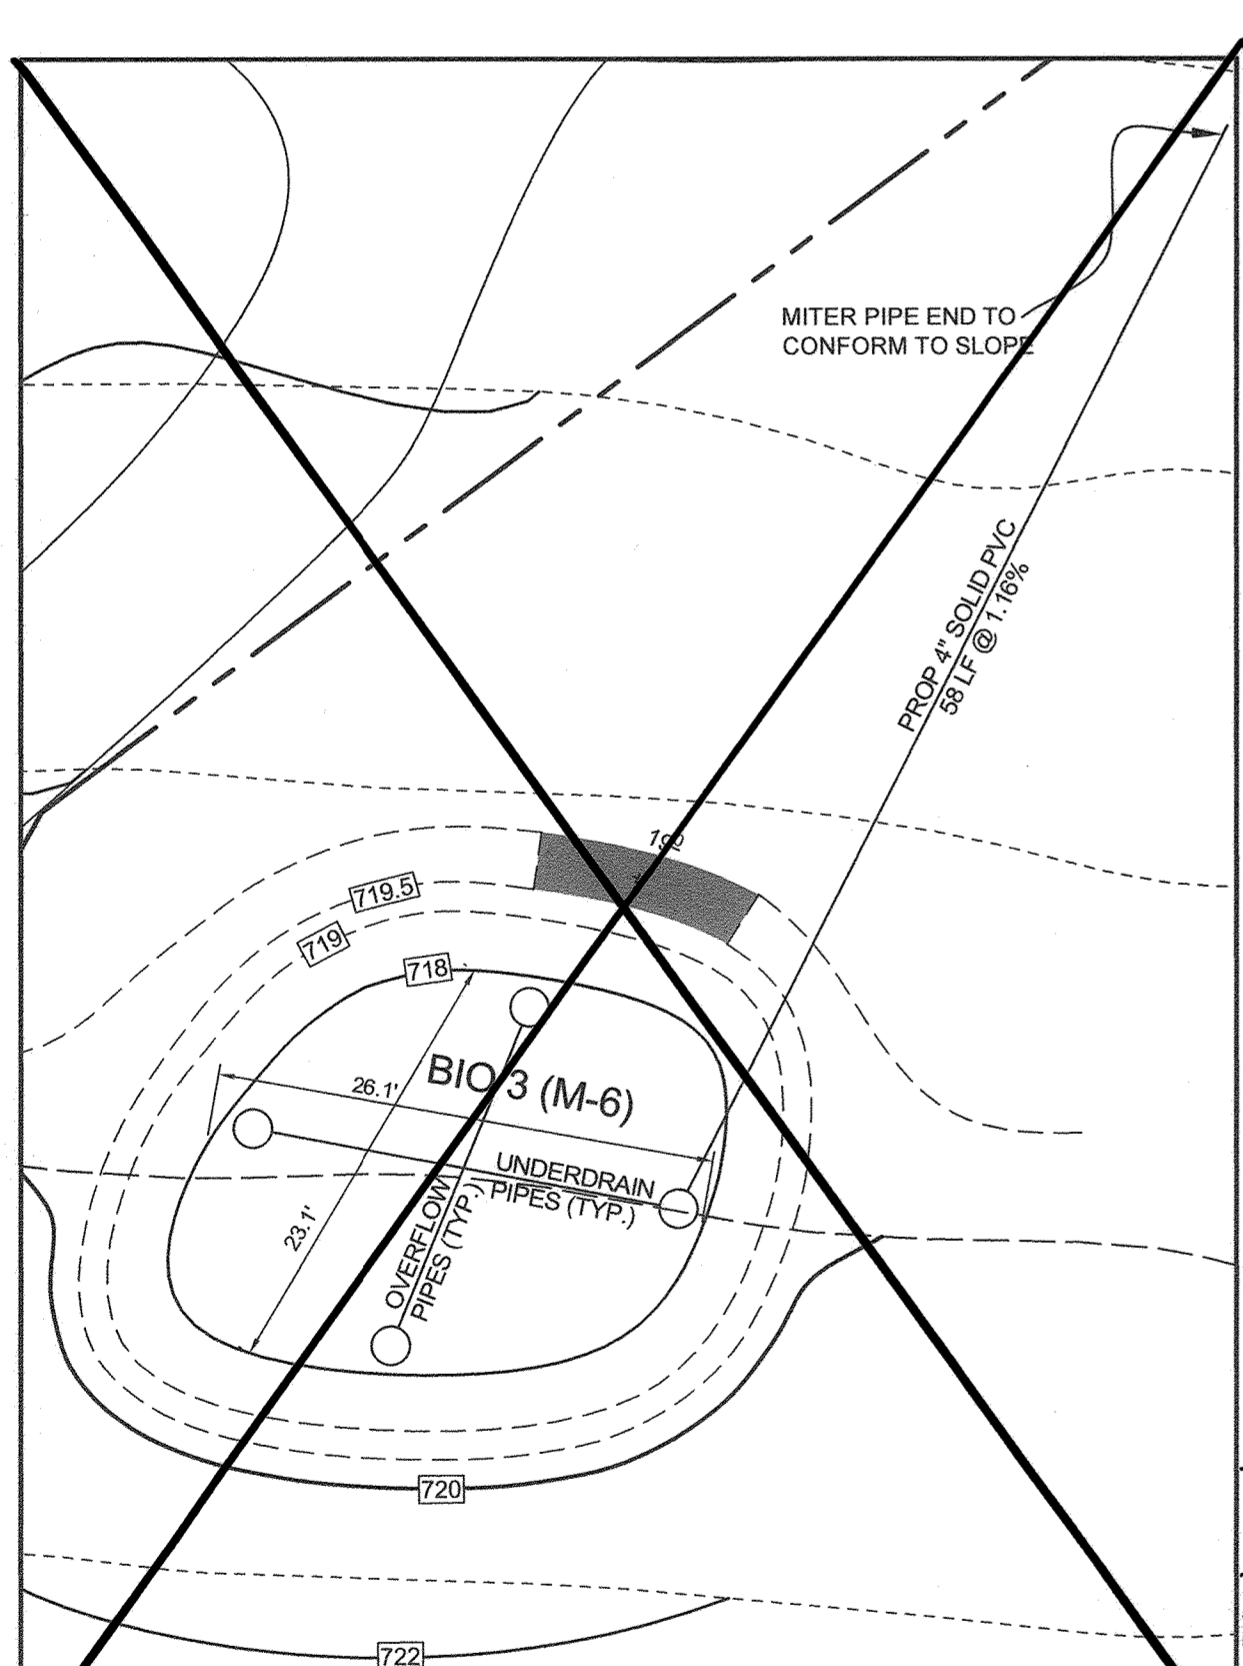 MITER PIPE END TO
CONFORM TO SLOPE
PROP 4" SOLID PVC
58 LF @ 1.16%
719.5
719
718
BIO 3 (M-6)
26.1'
23.1'
UNDERDRAIN
PIPES (TYP.)
OVERFLOW
PIPES (TYP.)
720
722